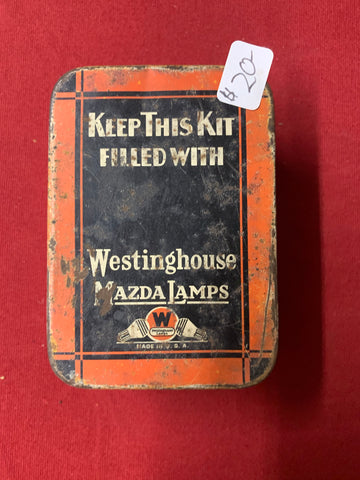 $20
KEEP THIS KIT
FILLED WITH
Westinghouse
MAZDA LAMPS
W
MADE IN U.S.A.